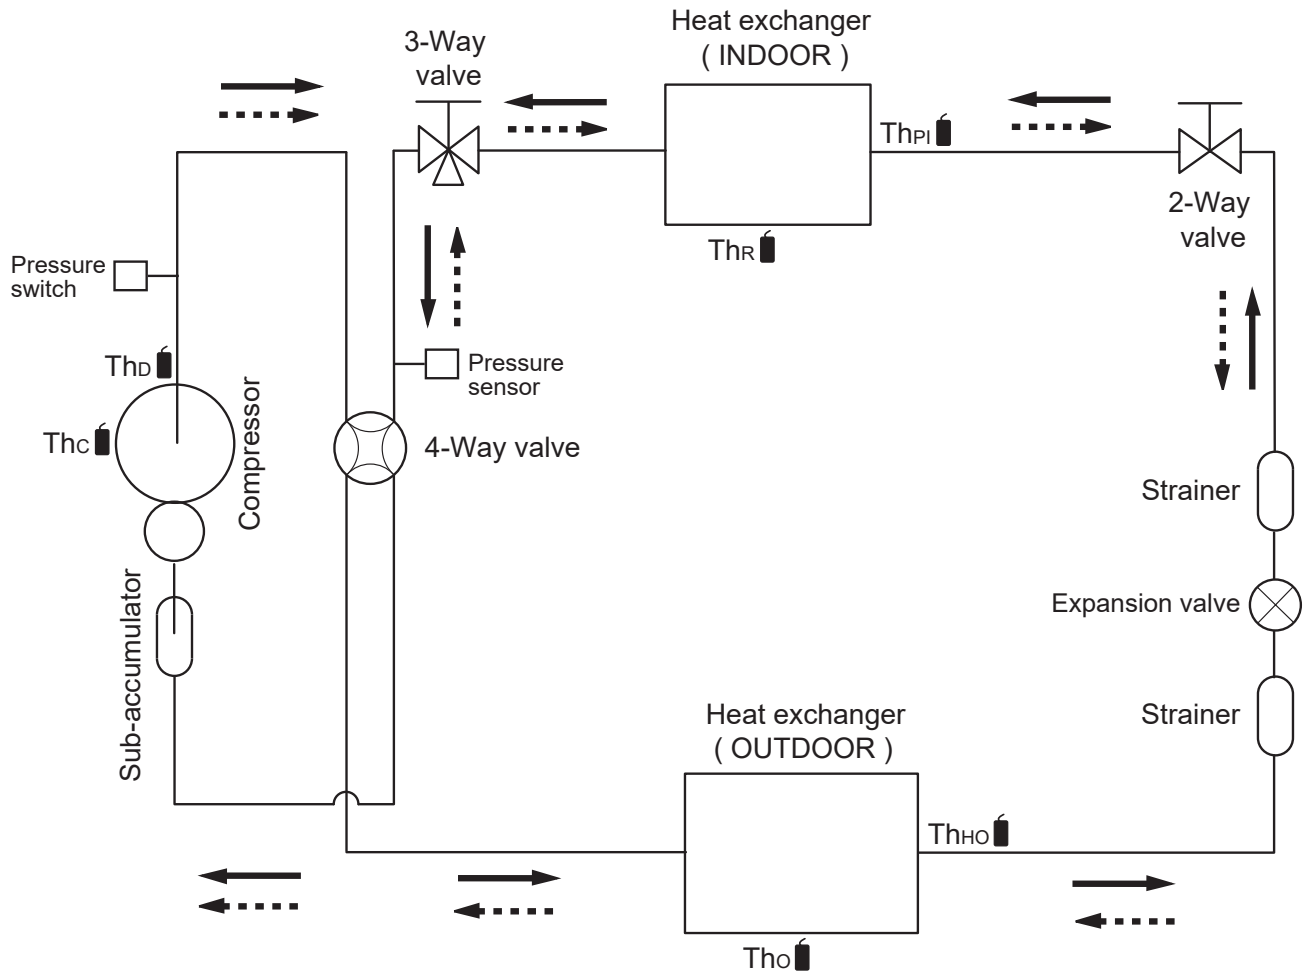 Heat exchanger
( INDOOR )
3-Way
valve
ThPI
2-Way
valve
ThR
Pressure
switch
ThD
Pressure
sensor
ThC
Compressor
4-Way valve
Strainer
Expansion valve
Sub-accumulator
Strainer
Heat exchanger
( OUTDOOR )
ThHO
ThO